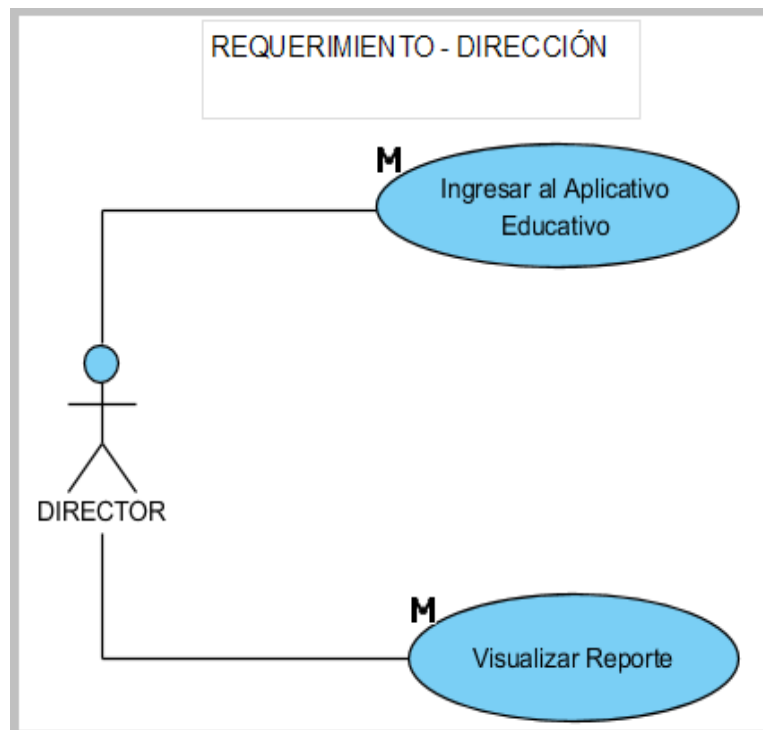 REQUERIMIENTO - DIRECCIÓN
M
Ingresar al Aplicativo
Educativo
DIRECTOR
M
Visualizar Reporte